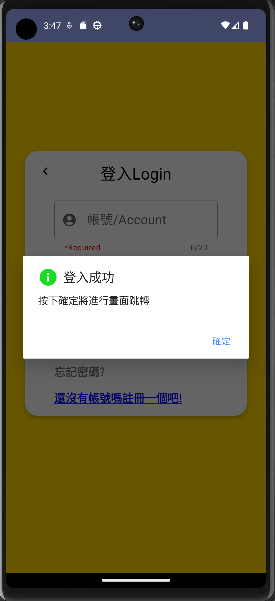 3:47
登入Login
帳號/Account
*Required
0/20
登入成功
按下確定將進行畫面跳轉
確定
忘記密碼?
還沒有帳號嗎註冊一個吧!